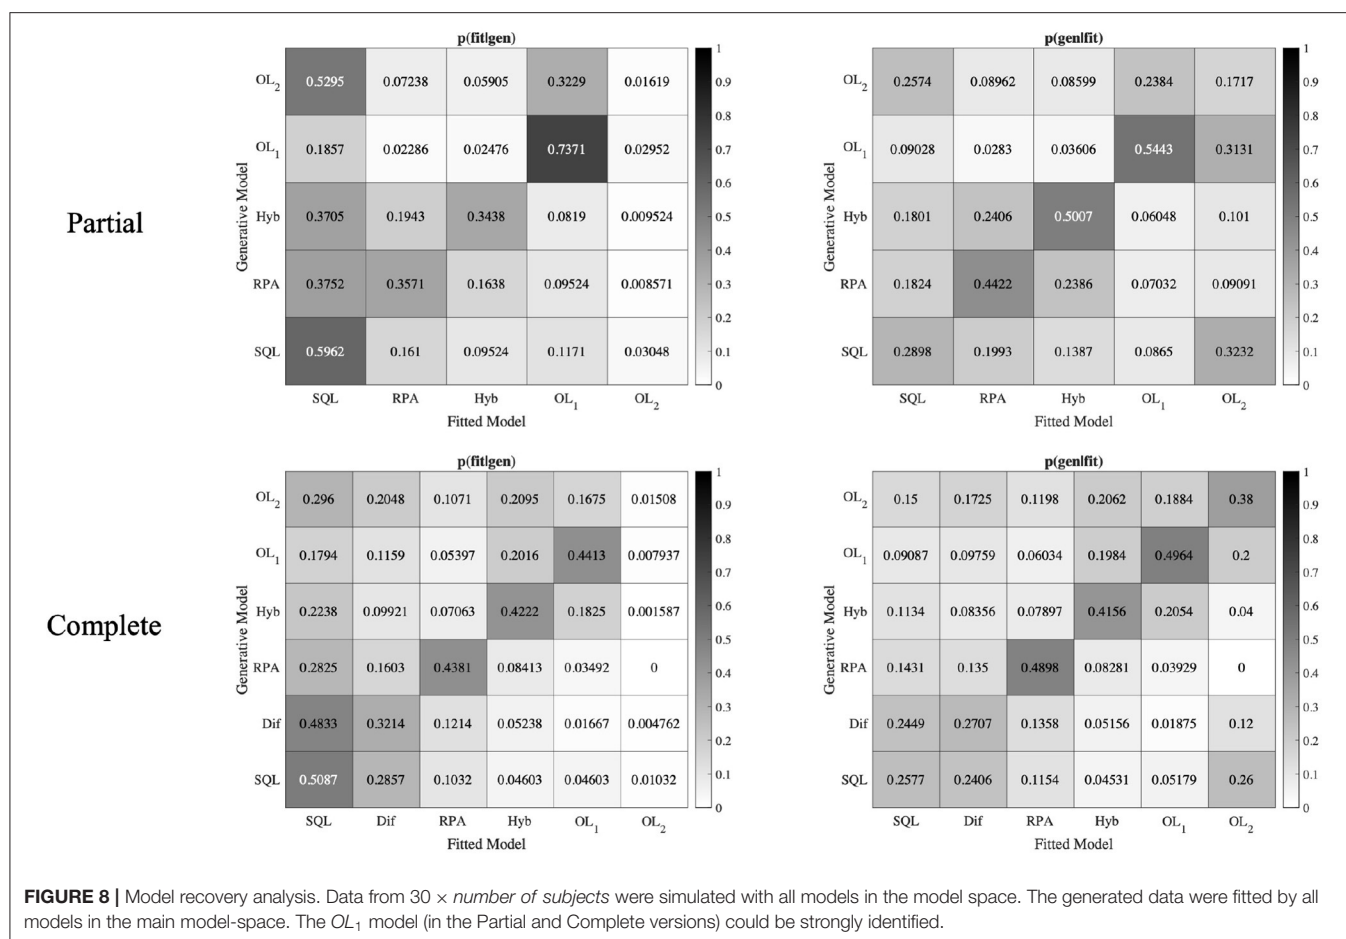 Partial
p(fit|gen)
Generative Model
OL2 0.5295 0.07238 0.05905 0.3229 0.01619
OL1 0.1857 0.02286 0.02476 0.7371 0.02952
Hyb 0.3705 0.1943 0.3438 0.0819 0.009524
RPA 0.3752 0.3571 0.1638 0.09524 0.008571
SQL 0.5962 0.161 0.09524 0.1171 0.03048
SQL RPA Hyb OL1 OL2
Fitted Model
1
0.9
0.8
0.7
0.6
0.5
0.4
0.3
0.2
0.1
0
p(gen|fit)
Generative Model
OL2 0.2574 0.08962 0.08599 0.2384 0.1717
OL1 0.09028 0.0283 0.03606 0.5443 0.3131
Hyb 0.1801 0.2406 0.5007 0.06048 0.101
RPA 0.1824 0.4422 0.2386 0.07032 0.09091
SQL 0.2898 0.1993 0.1387 0.0865 0.3232
SQL RPA Hyb OL1 OL2
Fitted Model
1
0.9
0.8
0.7
0.6
0.5
0.4
0.3
0.2
0.1
0
Complete
p(fit|gen)
Generative Model
OL2 0.296 0.2048 0.1071 0.2095 0.1675 0.01508
OL1 0.1794 0.1159 0.05397 0.2016 0.4413 0.007937
Hyb 0.2238 0.09921 0.07063 0.4222 0.1825 0.001587
RPA 0.2825 0.1603 0.4381 0.08413 0.03492 0
Dif 0.4833 0.3214 0.1214 0.05238 0.01667 0.004762
SQL 0.5087 0.2857 0.1032 0.04603 0.04603 0.01032
SQL Dif RPA Hyb OL1 OL2
Fitted Model
1
0.9
0.8
0.7
0.6
0.5
0.4
0.3
0.2
0.1
0
p(gen|fit)
Generative Model
OL2 0.15 0.1725 0.1198 0.2062 0.1884 0.38
OL1 0.09087 0.09759 0.06034 0.1984 0.4964 0.2
Hyb 0.1134 0.08356 0.07897 0.4156 0.2054 0.04
RPA 0.1431 0.135 0.4898 0.08281 0.03929 0
Dif 0.2449 0.2707 0.1358 0.05156 0.01875 0.12
SQL 0.2577 0.2406 0.1154 0.04531 0.05179 0.26
SQL Dif RPA Hyb OL1 OL2
Fitted Model
1
0.9
0.8
0.7
0.6
0.5
0.4
0.3
0.2
0.1
0
FIGURE 8 | Model recovery analysis. Data from 30 × number of subjects were simulated with all models in the model space. The generated data were fitted by all
models in the main model-space. The OL1 model (in the Partial and Complete versions) could be strongly identified.